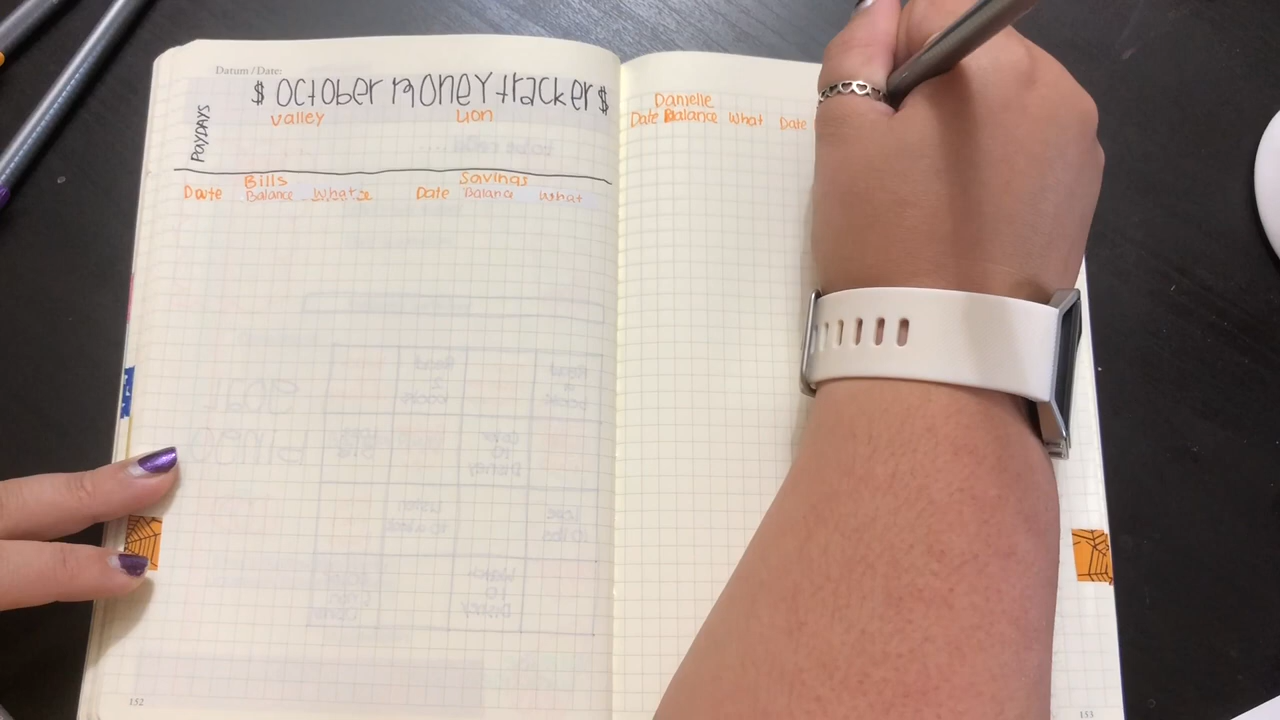 Datum / Date:
$ October money tracker $
PAYDAYS
Valley Lion
Bills Savings
Date Balance What Date Balance What
152
Danielle
Date Balance What Date
153